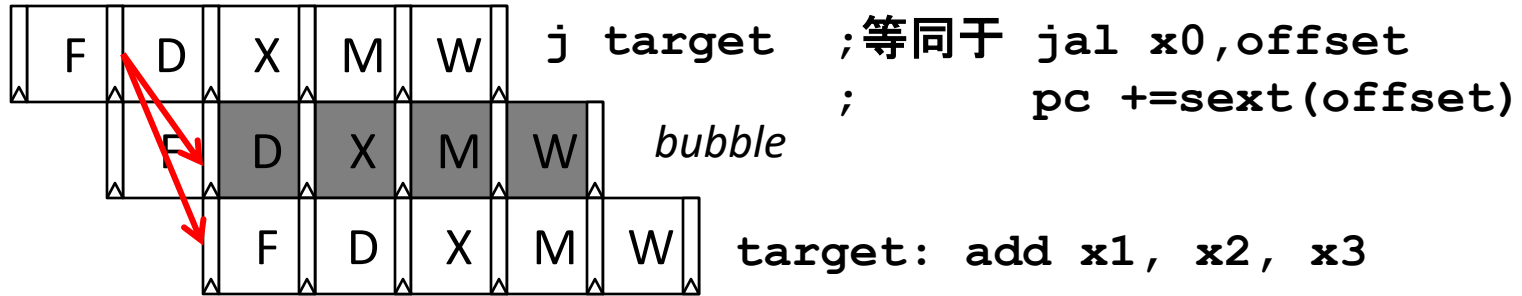 F D X M W j target ;等同于 jal x0,offset
; pc +=sext(offset)
F D X M W bubble
F D X M W target: add x1, x2, x3